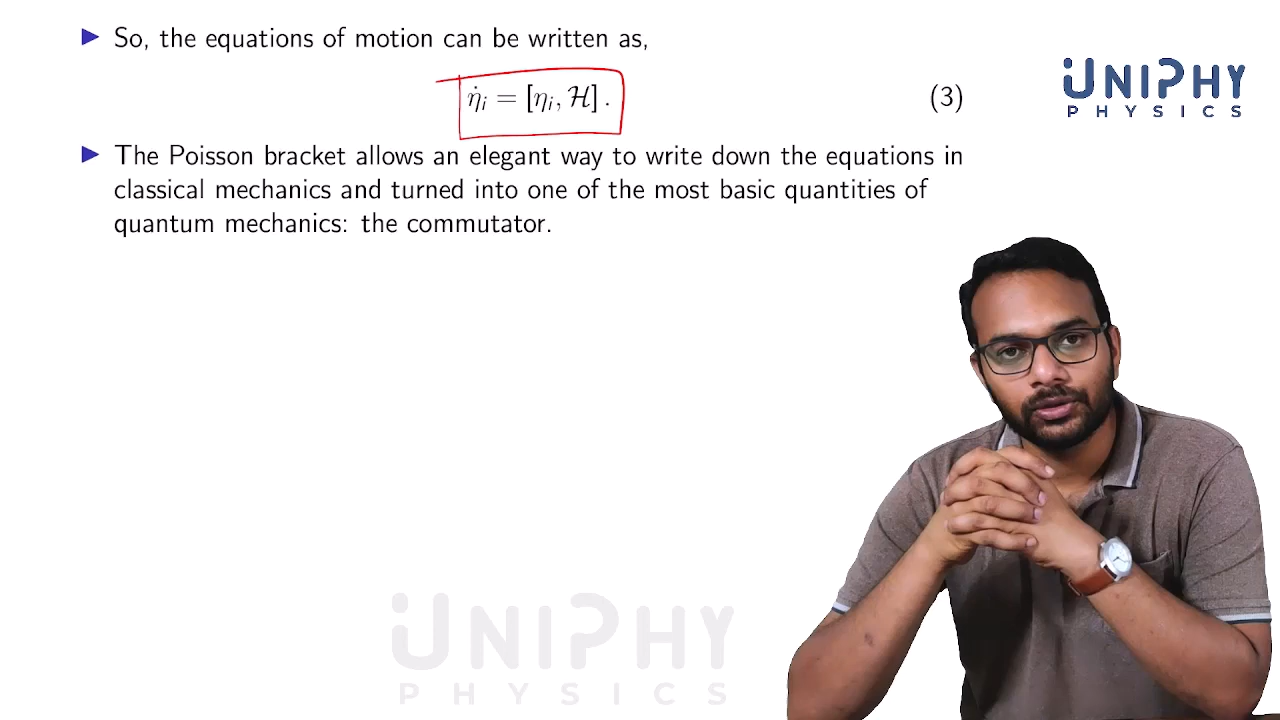 ▶ So, the equations of motion can be written as,
η̇ᵢ = [ηᵢ, ℋ] . (3)
▶ The Poisson bracket allows an elegant way to write down the equations in
classical mechanics and turned into one of the most basic quantities of
quantum mechanics: the commutator.
UNIPHY
PHYSICS
UNIPHY
PHYSICS